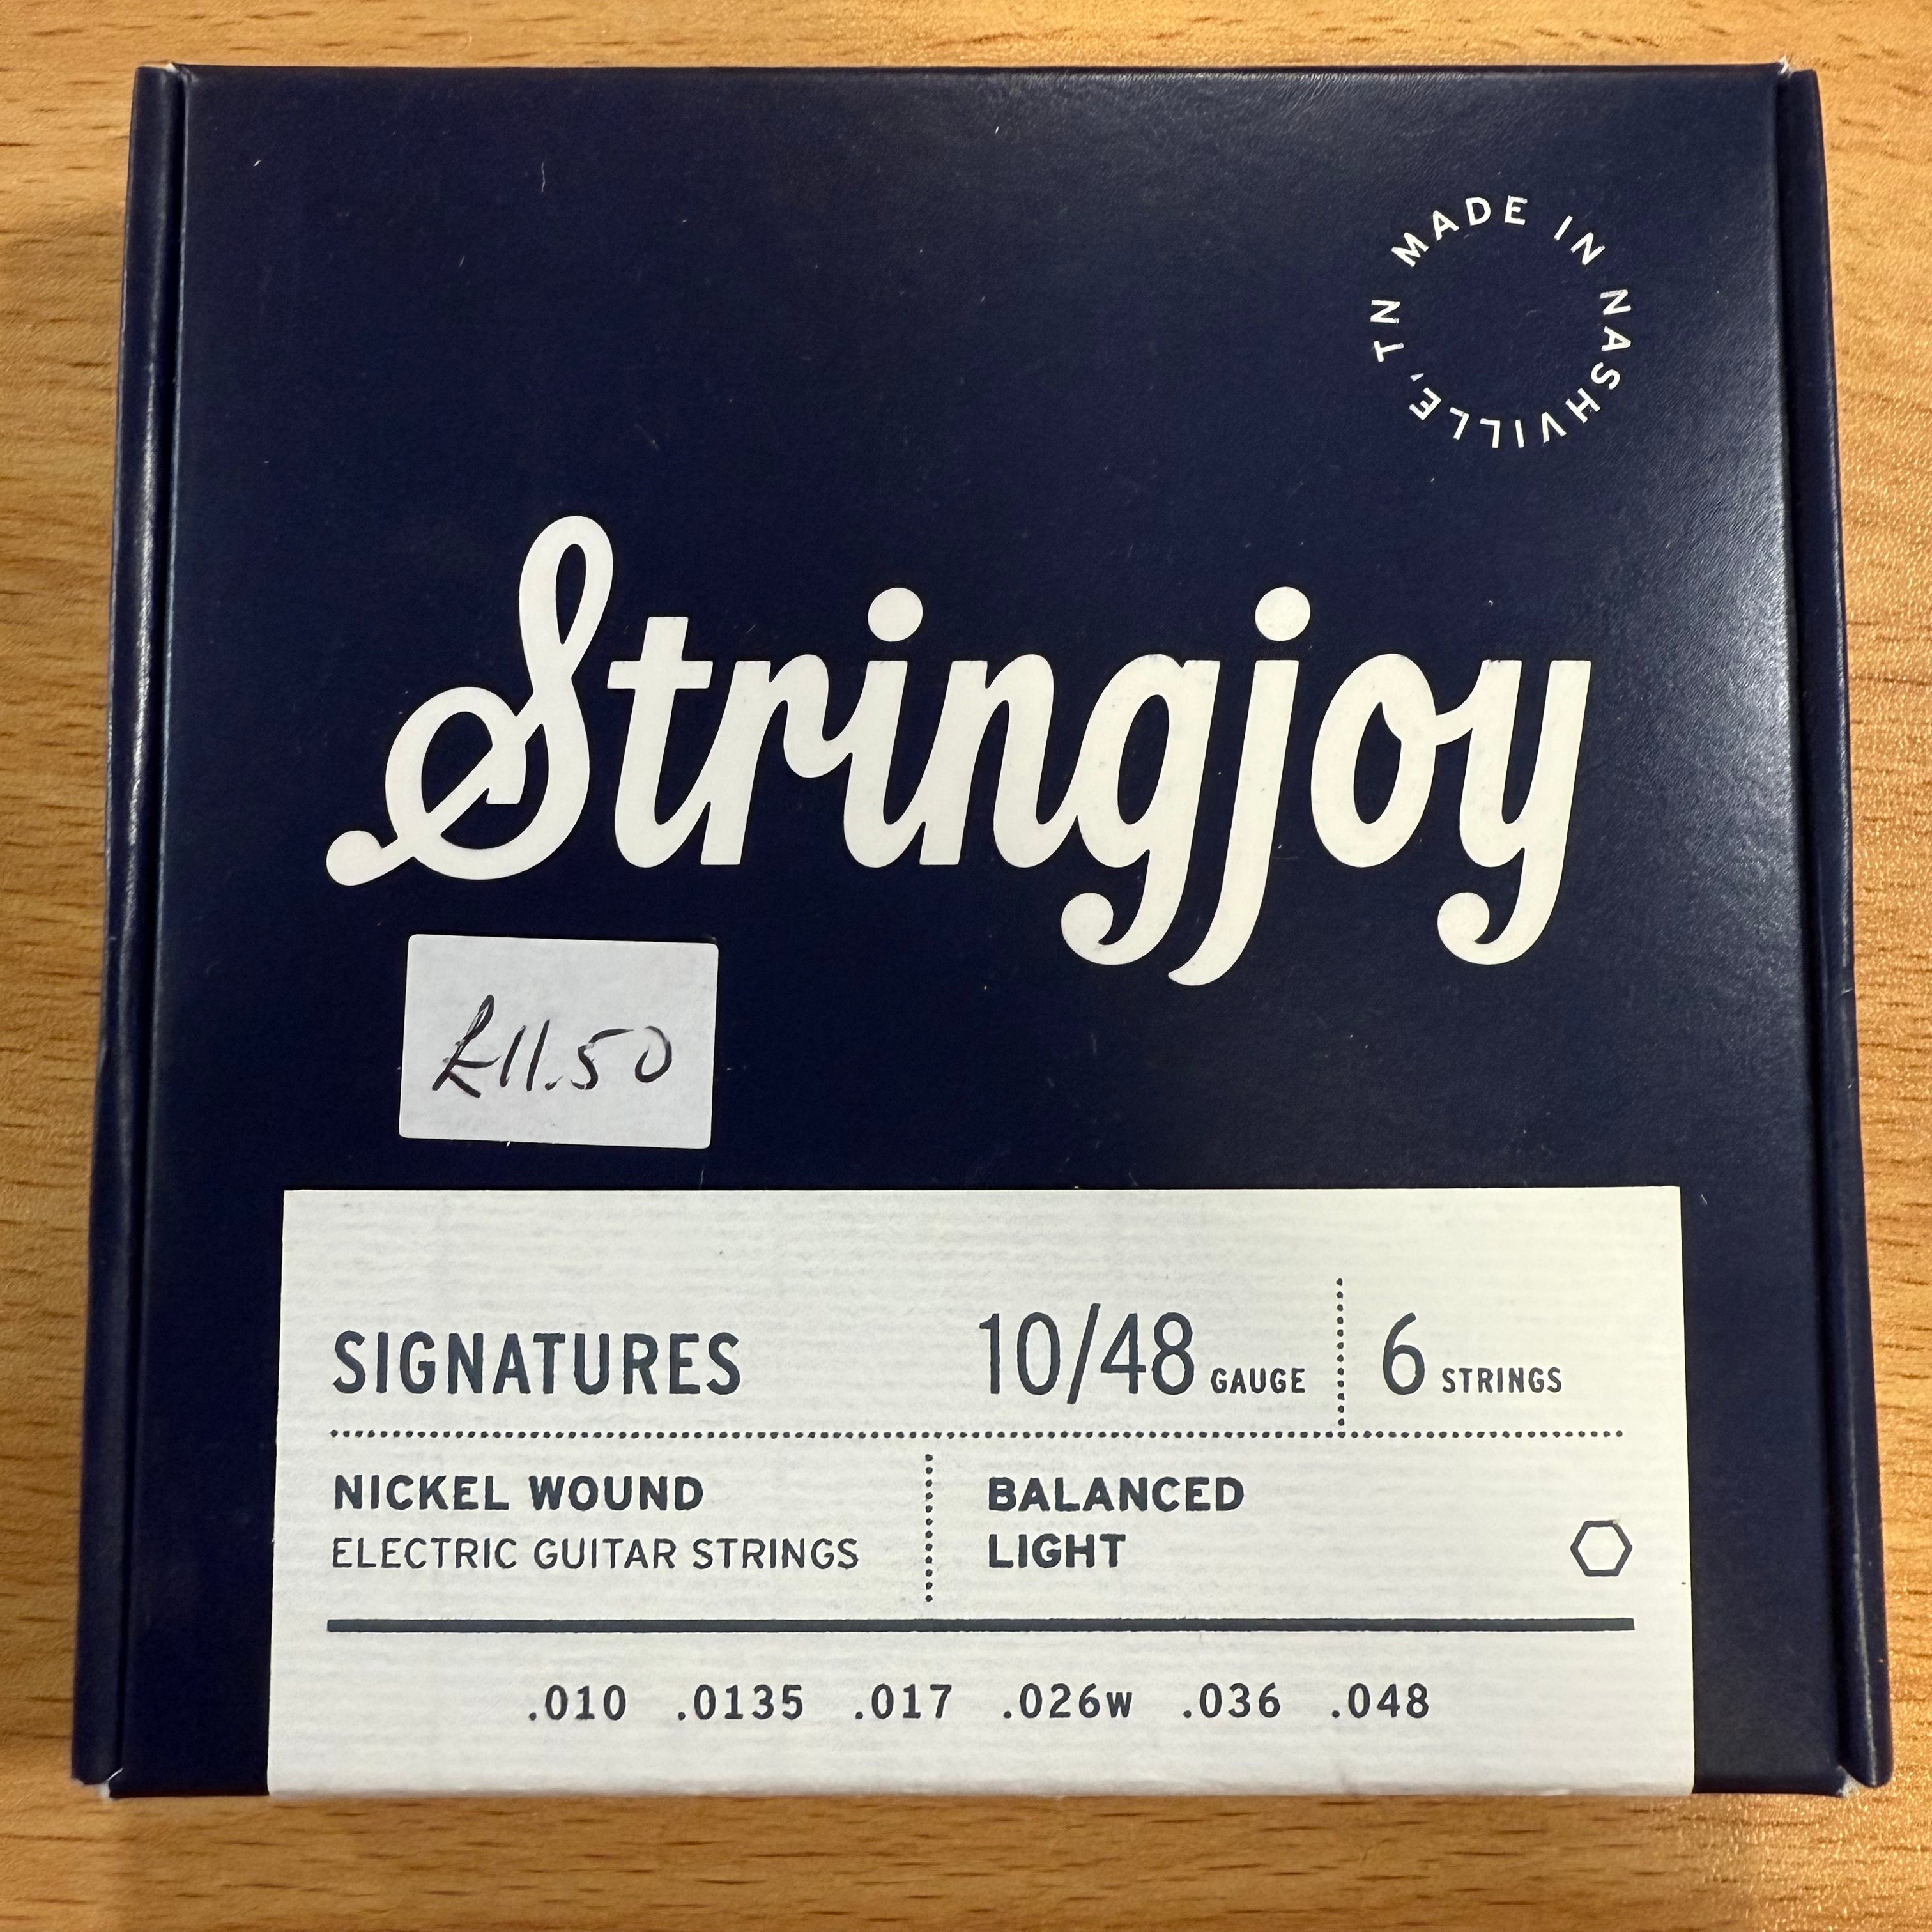 MADE IN NASHVILLE, TN
Stringjoy
£11.50
SIGNATURES 10/48 GAUGE 6 STRINGS
NICKEL WOUND BALANCED
ELECTRIC GUITAR STRINGS LIGHT
.010 .0135 .017 .026w .036 .048